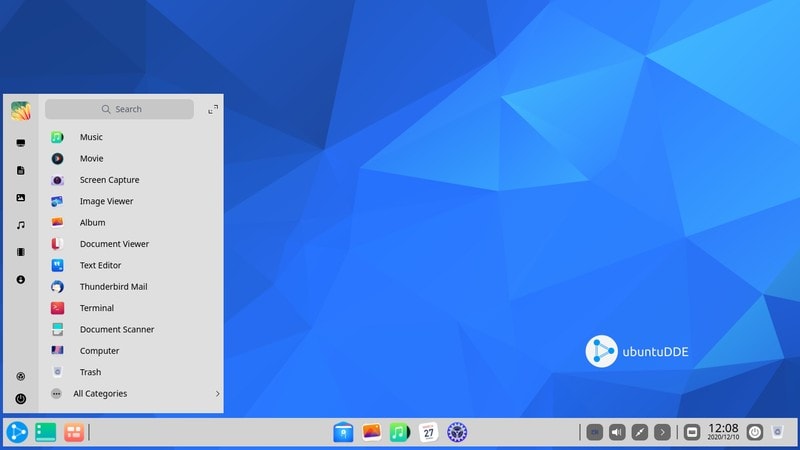 Search
Music
Movie
Screen Capture
Image Viewer
Album
Document Viewer
Text Editor
Thunderbird Mail
Terminal
Document Scanner
Computer
Trash
All Categories
ubuntuDDE
27
12:08
2020/12/10